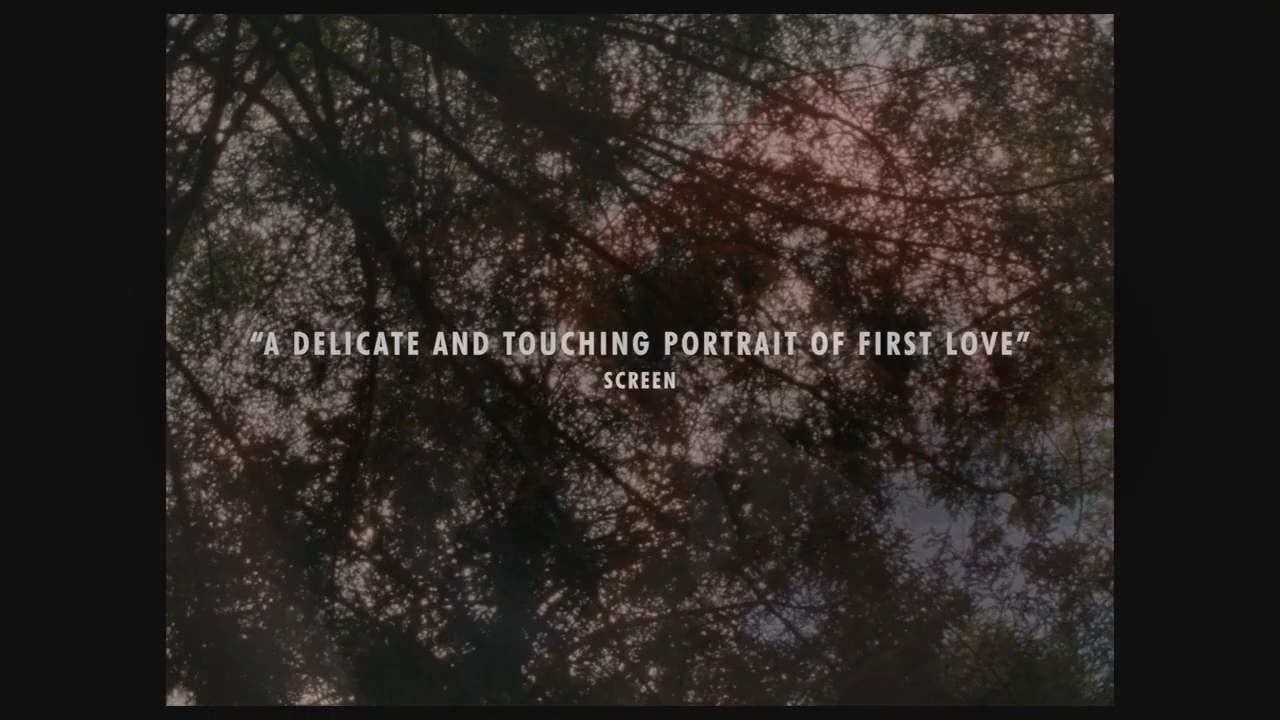 “A DELICATE AND TOUCHING PORTRAIT OF FIRST LOVE”
SCREEN